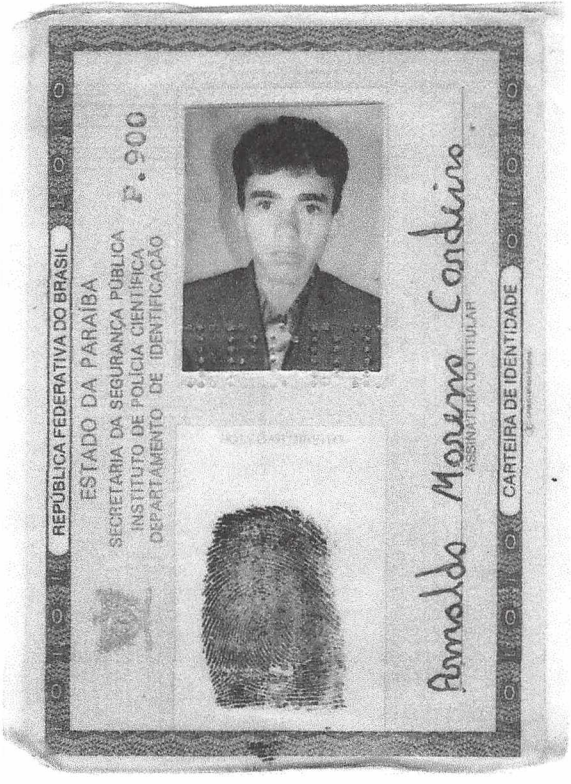 REPÚBLICA FEDERATIVA DO BRASIL
ESTADO DA PARAÍBA
SECRETARIA DA SEGURANÇA PÚBLICA
INSTITUTO DE POLÍCIA CIENTÍFICA
DEPARTAMENTO DE IDENTIFICAÇÃO
P.900
Arnaldo Moreno Cordeiro
ASSINATURA DO TITULAR
CARTEIRA DE IDENTIDADE